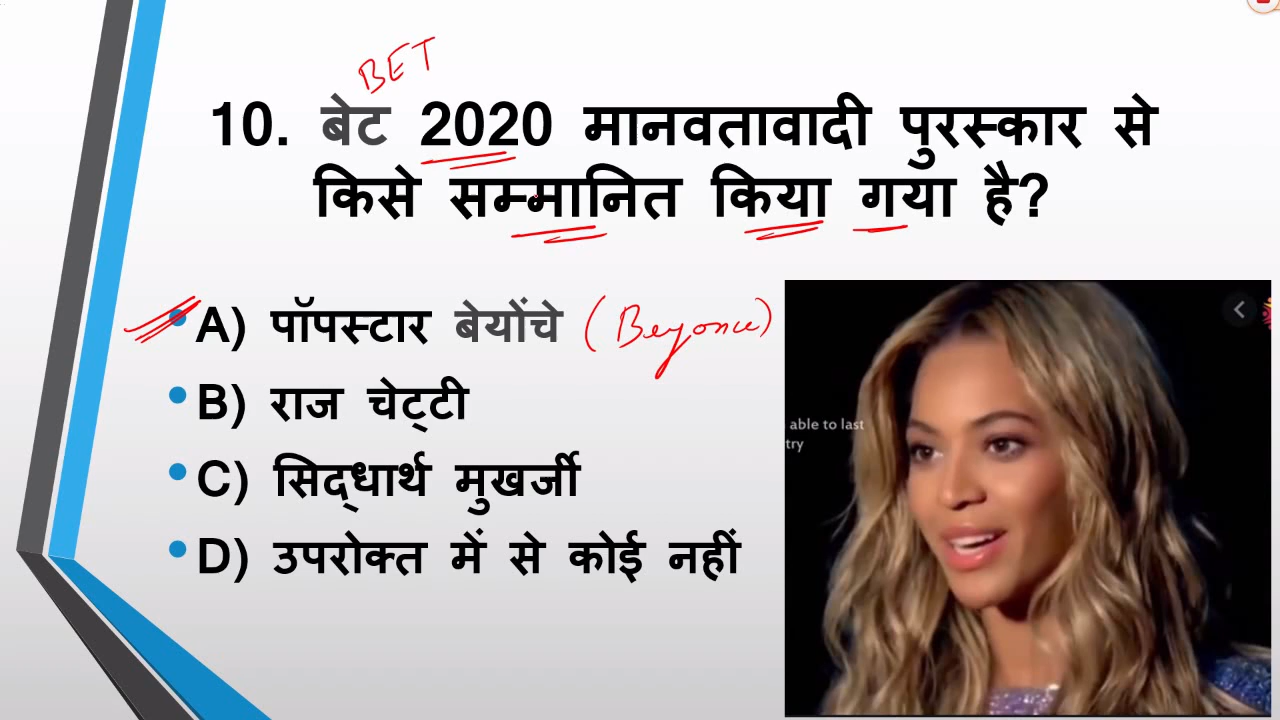 BET
10. बेट 2020 मानवतावादी पुरस्कार से
किसे सम्मानित किया गया है?
A) पॉपस्टार बेयोंचे (Beyonce)
B) राज चेट्टी
C) सिद्धार्थ मुखर्जी
D) उपरोक्त में से कोई नहीं
able to last
try